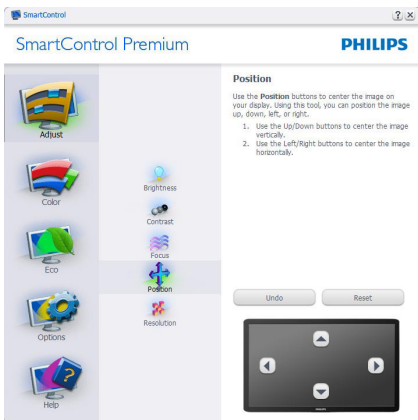 SmartControl
? ×
SmartControl Premium
PHILIPS
Adjust
Color
Eco
Options
Help
Brightness
Contrast
Focus
Position
Resolution
Position
Use the Position buttons to center the image on
your display. Using this tool, you can position the image
up, down, left, or right.
1. Use the Up/Down buttons to center the image
vertically.
2. Use the Left/Right buttons to center the image
horizontally.
Undo
Reset
PHILIPS